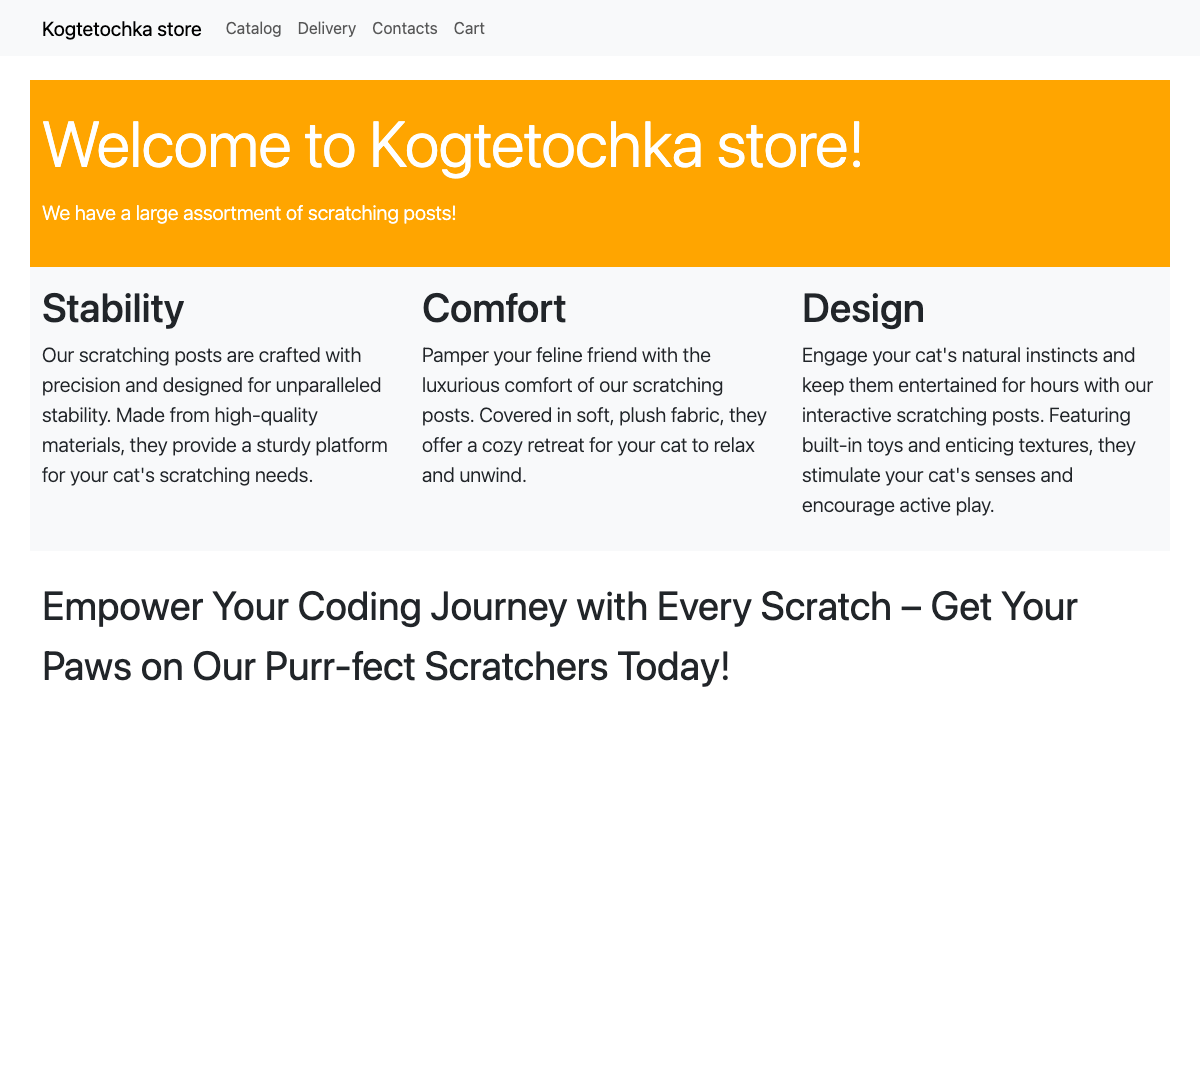 Kogtetochka store Catalog Delivery Contacts Cart
Welcome to Kogtetochka store!
We have a large assortment of scratching posts!
Stability
Our scratching posts are crafted with
precision and designed for unparalleled
stability. Made from high-quality
materials, they provide a sturdy platform
for your cat's scratching needs.
Comfort
Pamper your feline friend with the
luxurious comfort of our scratching
posts. Covered in soft, plush fabric, they
offer a cozy retreat for your cat to relax
and unwind.
Design
Engage your cat's natural instincts and
keep them entertained for hours with our
interactive scratching posts. Featuring
built-in toys and enticing textures, they
stimulate your cat's senses and
encourage active play.
Empower Your Coding Journey with Every Scratch – Get Your
Paws on Our Purr-fect Scratchers Today!